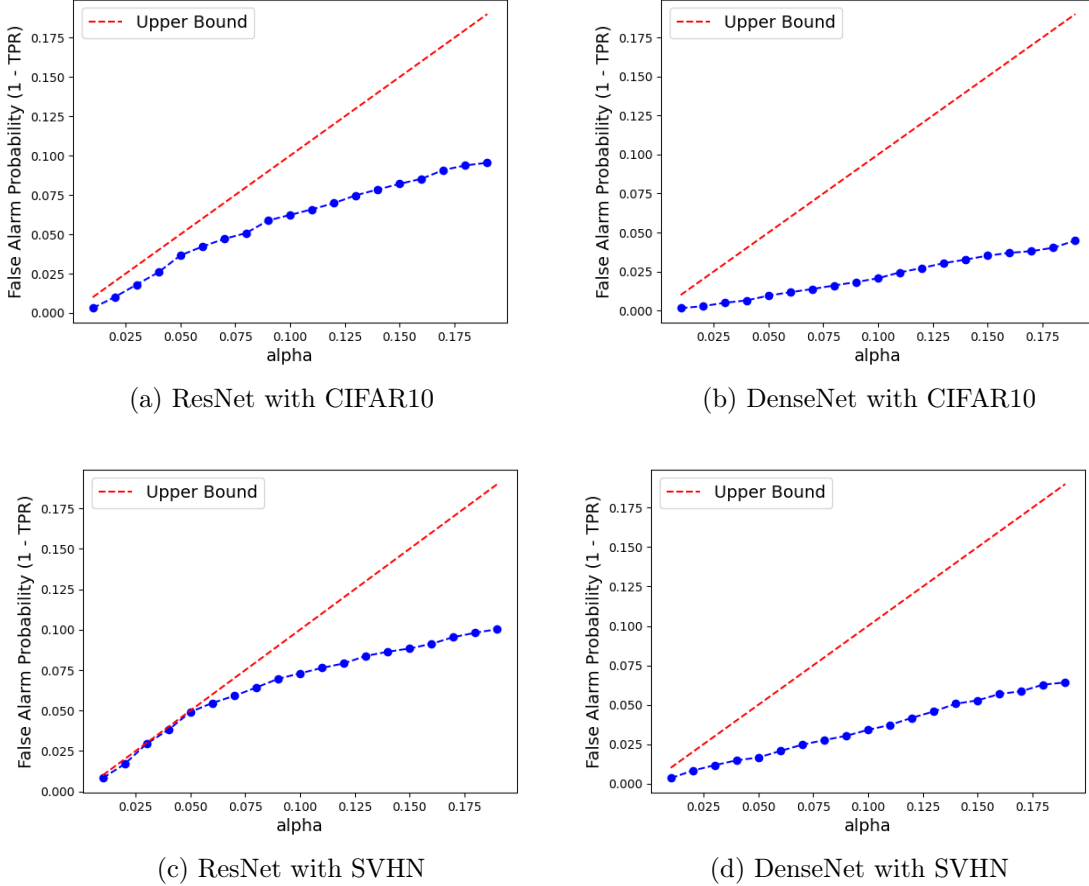 Upper Bound
False Alarm Probability (1 - TPR)
0.175
0.150
0.125
0.100
0.075
0.050
0.025
0.000
0.025 0.050 0.075 0.100 0.125 0.150 0.175
alpha
(a) ResNet with CIFAR10
Upper Bound
False Alarm Probability (1 - TPR)
0.175
0.150
0.125
0.100
0.075
0.050
0.025
0.000
0.025 0.050 0.075 0.100 0.125 0.150 0.175
alpha
(b) DenseNet with CIFAR10
Upper Bound
False Alarm Probability (1 - TPR)
0.175
0.150
0.125
0.100
0.075
0.050
0.025
0.000
0.025 0.050 0.075 0.100 0.125 0.150 0.175
alpha
(c) ResNet with SVHN
Upper Bound
False Alarm Probability (1 - TPR)
0.175
0.150
0.125
0.100
0.075
0.050
0.025
0.000
0.025 0.050 0.075 0.100 0.125 0.150 0.175
alpha
(d) DenseNet with SVHN